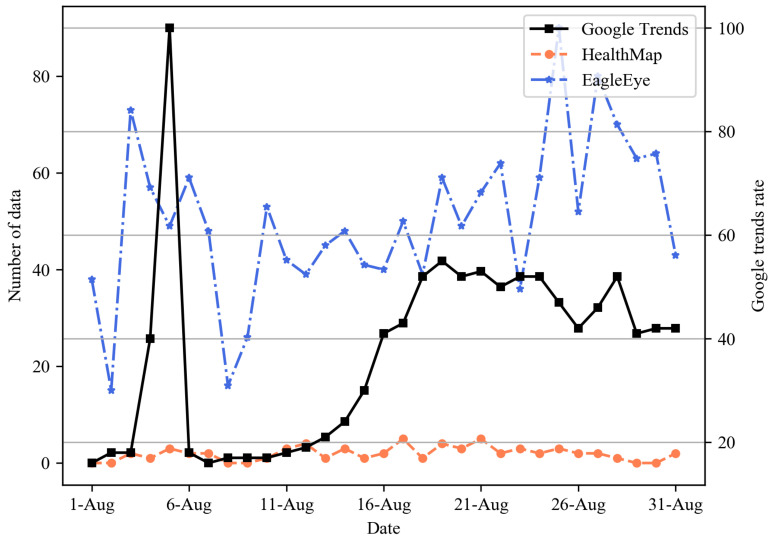 Google Trends
HealthMap
EagleEye
Number of data
80
60
40
20
0
100
80
60
40
20
Google trends rate
1-Aug 6-Aug 11-Aug 16-Aug 21-Aug 26-Aug 31-Aug
Date